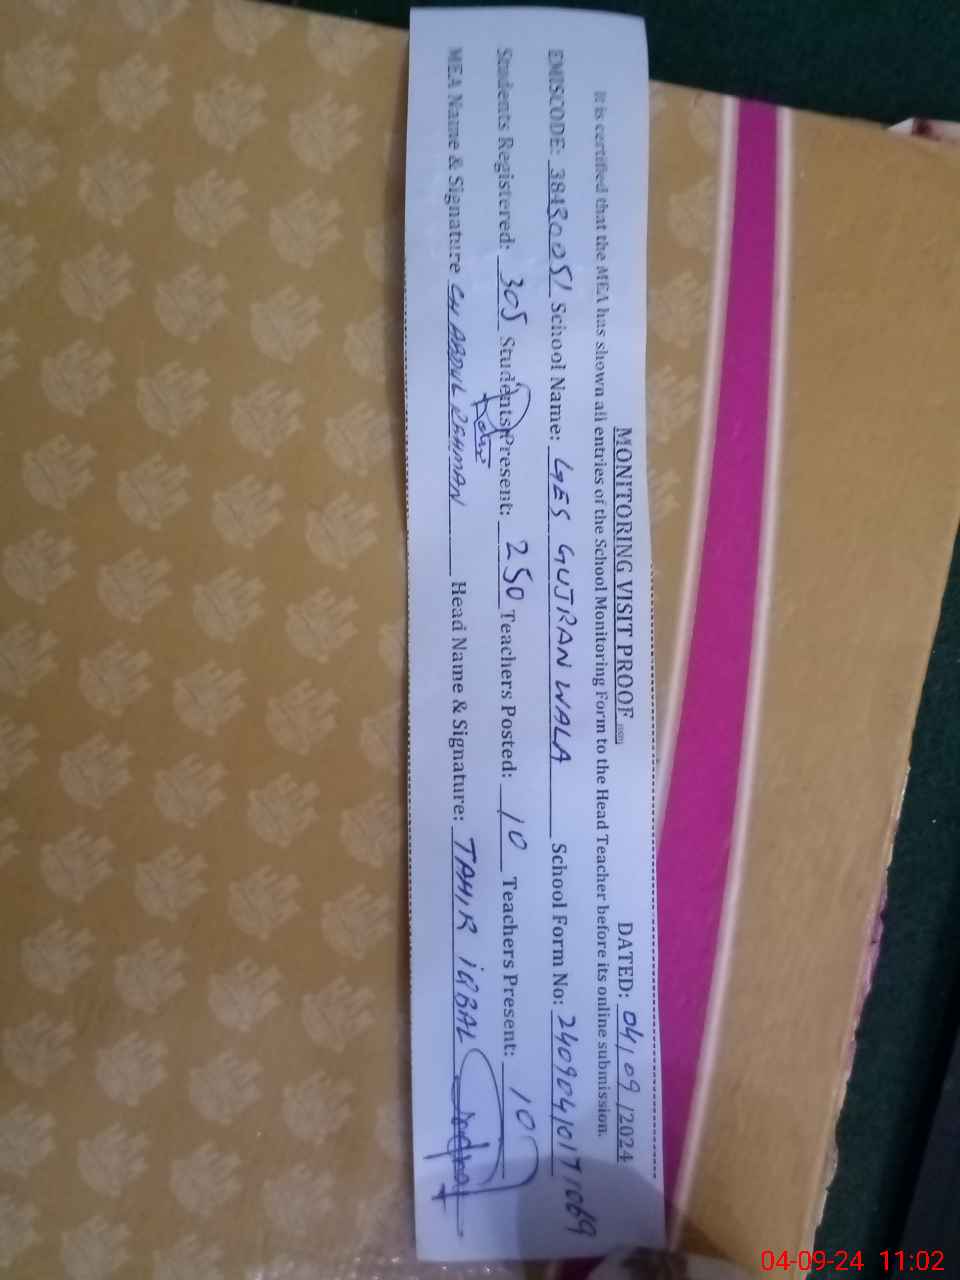 MONITORING VISIT PROOF DATED: 04/09/2024
It is certified that the MEA has shown all entries of the School Monitoring Form to the Head Teacher before its online submission.
EMISCODE: 38430051 School Name: GES GUJRANWALA School Form No: 240904101711069
Students Registered: 305 Students Present: 250 Teachers Posted: 10 Teachers Present: 10
MEA Name & Signature CH ABDUL REHMAN Head Name & Signature: TAHIR iQBAL
04-09-24 11:02